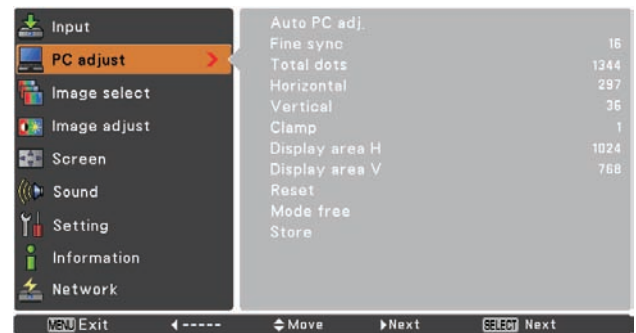 Input
PC adjust
Image select
Image adjust
Screen
Sound
Setting
Information
Network
Auto PC adj.
Fine sync 16
Total dots 1344
Horizontal 297
Vertical 36
Clamp 1
Display area H 1024
Display area V 768
Reset
Mode free
Store
MENU Exit ----- Move Next SELECT Next